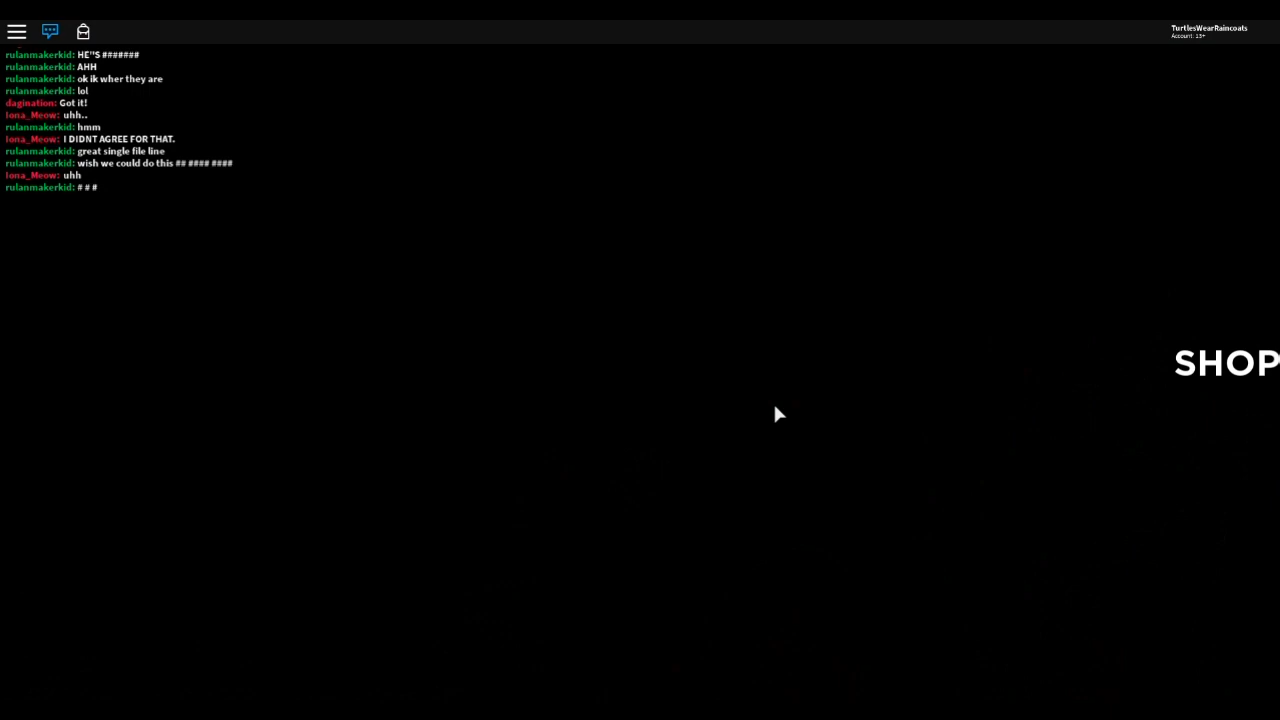 TurtlesWearRaincoats
Account: 13+
rulanmakerkid: HE"S #######
rulanmakerkid: AHH
rulanmakerkid: ok ik wher they are
rulanmakerkid: lol
dagination: Got it!
Iona_Meow: uhh..
rulanmakerkid: hmm
Iona_Meow: I DIDNT AGREE FOR THAT.
rulanmakerkid: great single file line
rulanmakerkid: wish we could do this ## #### ####
Iona_Meow: uhh
rulanmakerkid: # # #
SHOP